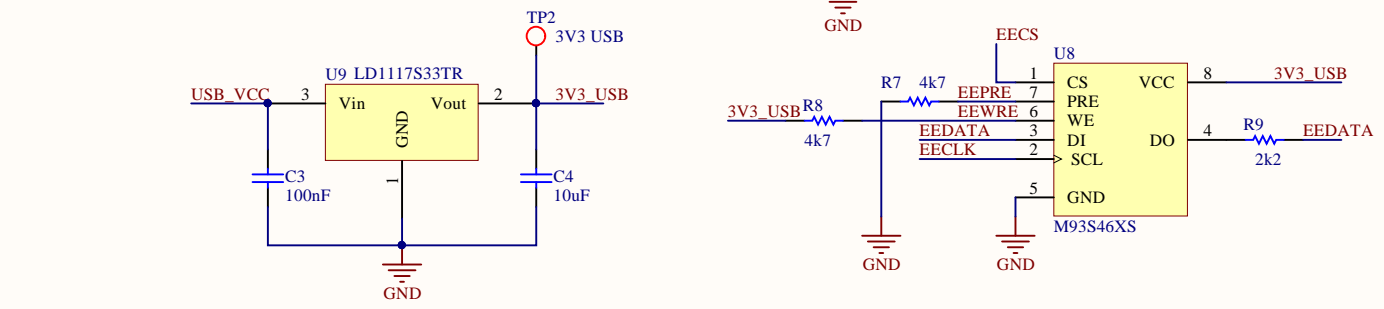 GND
TP2
3V3 USB
U9 LD1117S33TR
USB_VCC
3
Vin
Vout
2
3V3_USB
GND
1
C3
100nF
C4
10uF
GND
EECS
U8
1
CS
VCC
8
3V3_USB
R7
4k7
EEPRE
7
PRE
3V3_USB
R8
4k7
EEWRE
6
WE
EEDATA
3
DI
DO
4
R9
2k2
EEDATA
EECLK
2
SCL
5
GND
M93S46XS
GND
GND